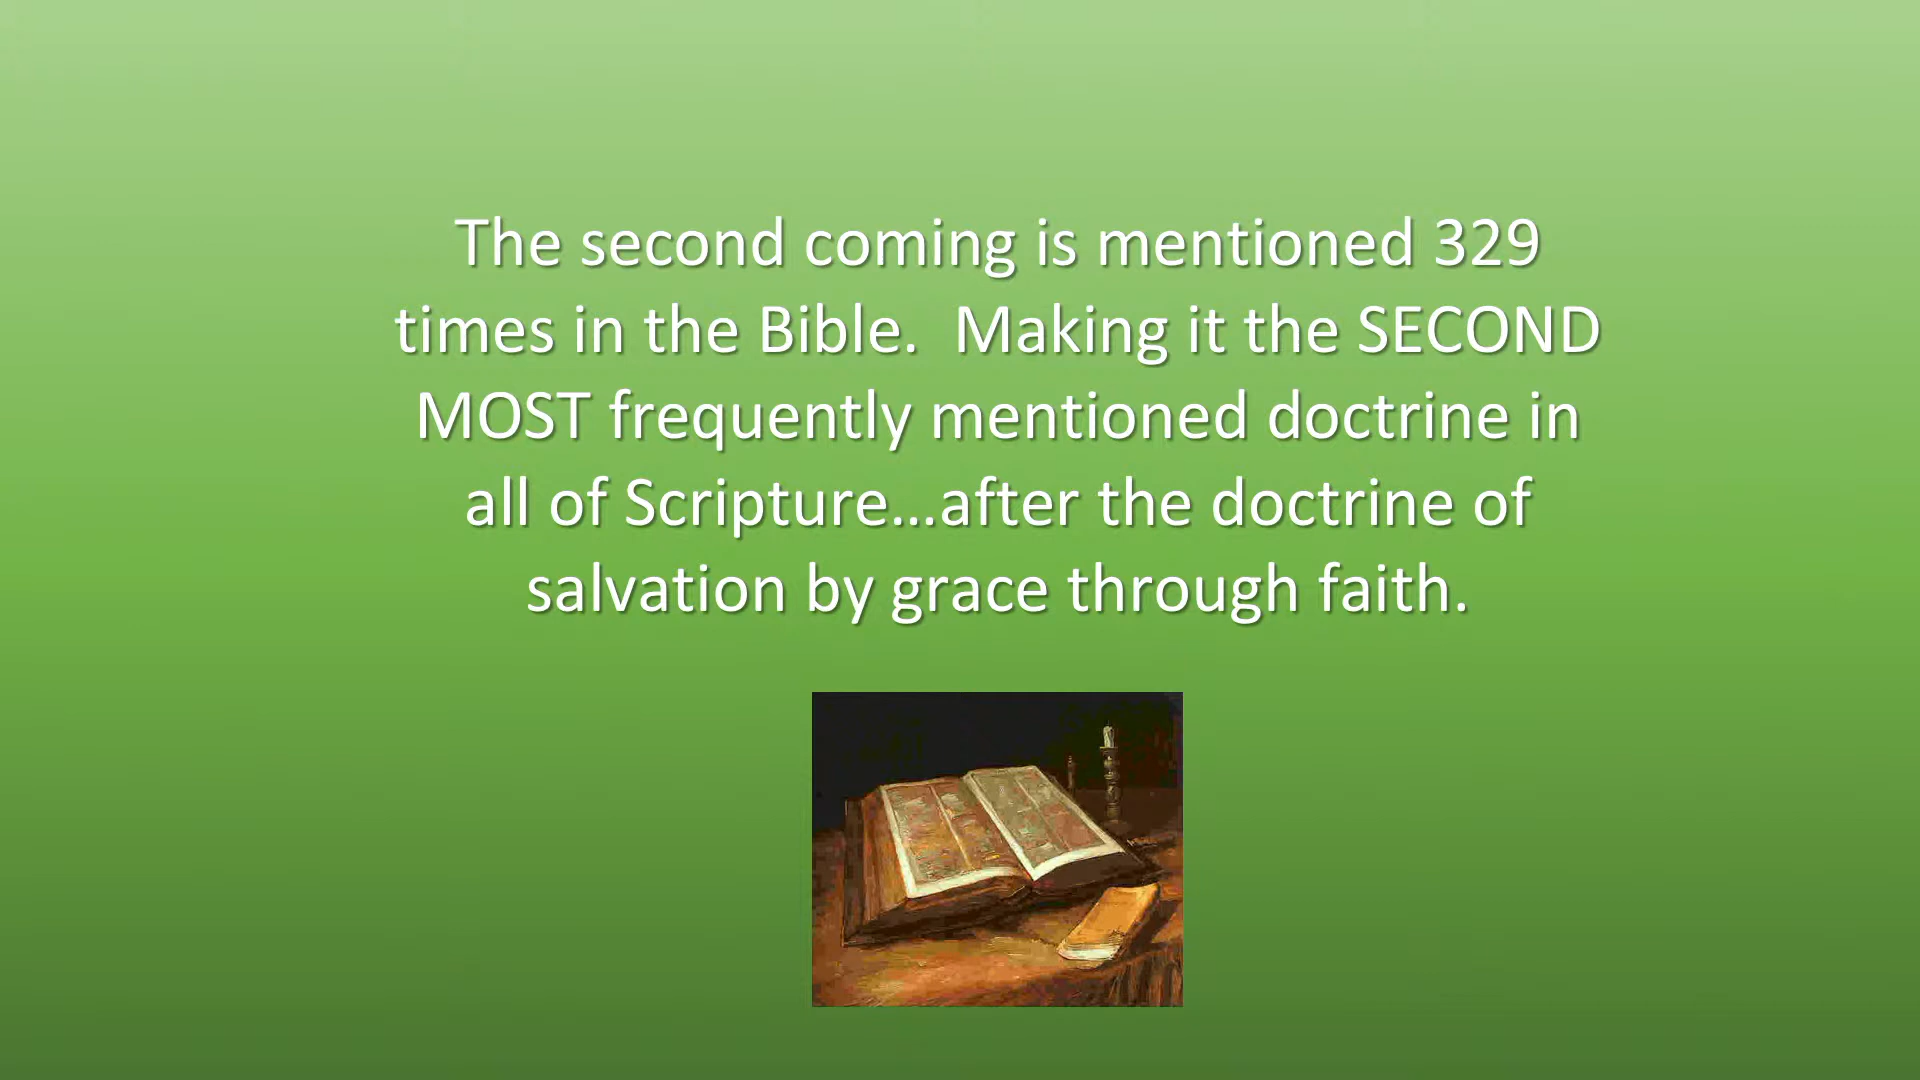 The second coming is mentioned 329
times in the Bible.  Making it the SECOND
MOST frequently mentioned doctrine in
all of Scripture…after the doctrine of
salvation by grace through faith.